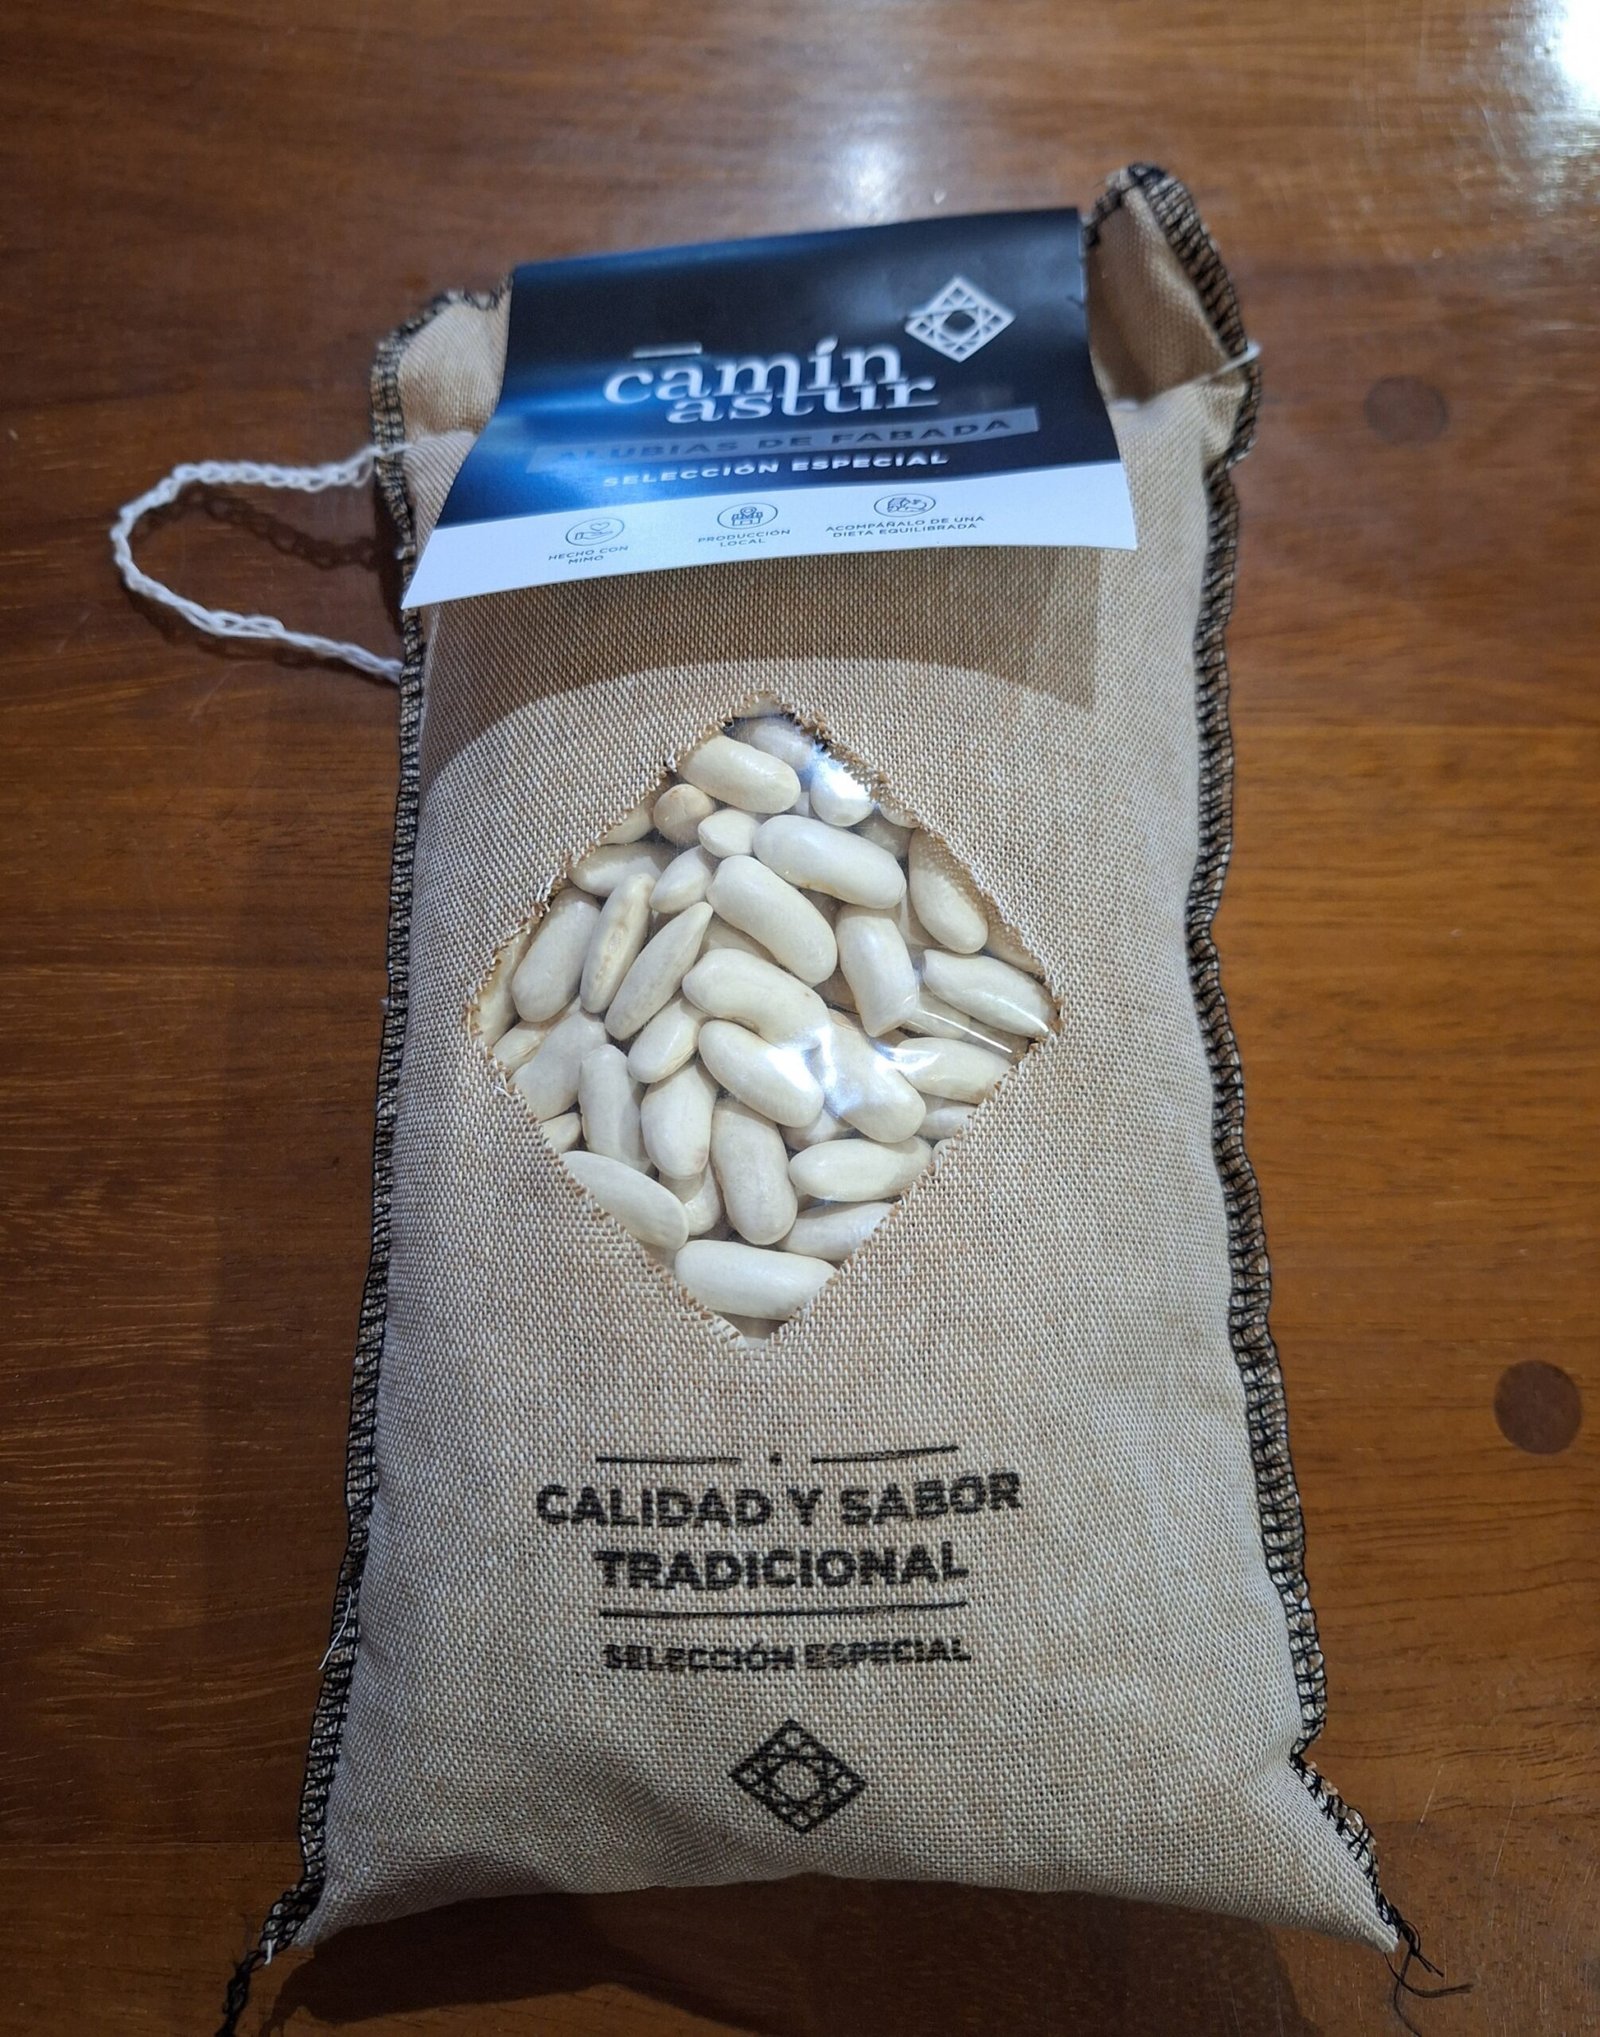 camín
astur
ALUBIAS DE FABADA
SELECCIÓN ESPECIAL
HECHO CON
MIMO
PRODUCCIÓN
LOCAL
ACOMPÁÑALO DE UNA
DIETA EQUILIBRADA
CALIDAD Y SABOR
TRADICIONAL
SELECCIÓN ESPECIAL